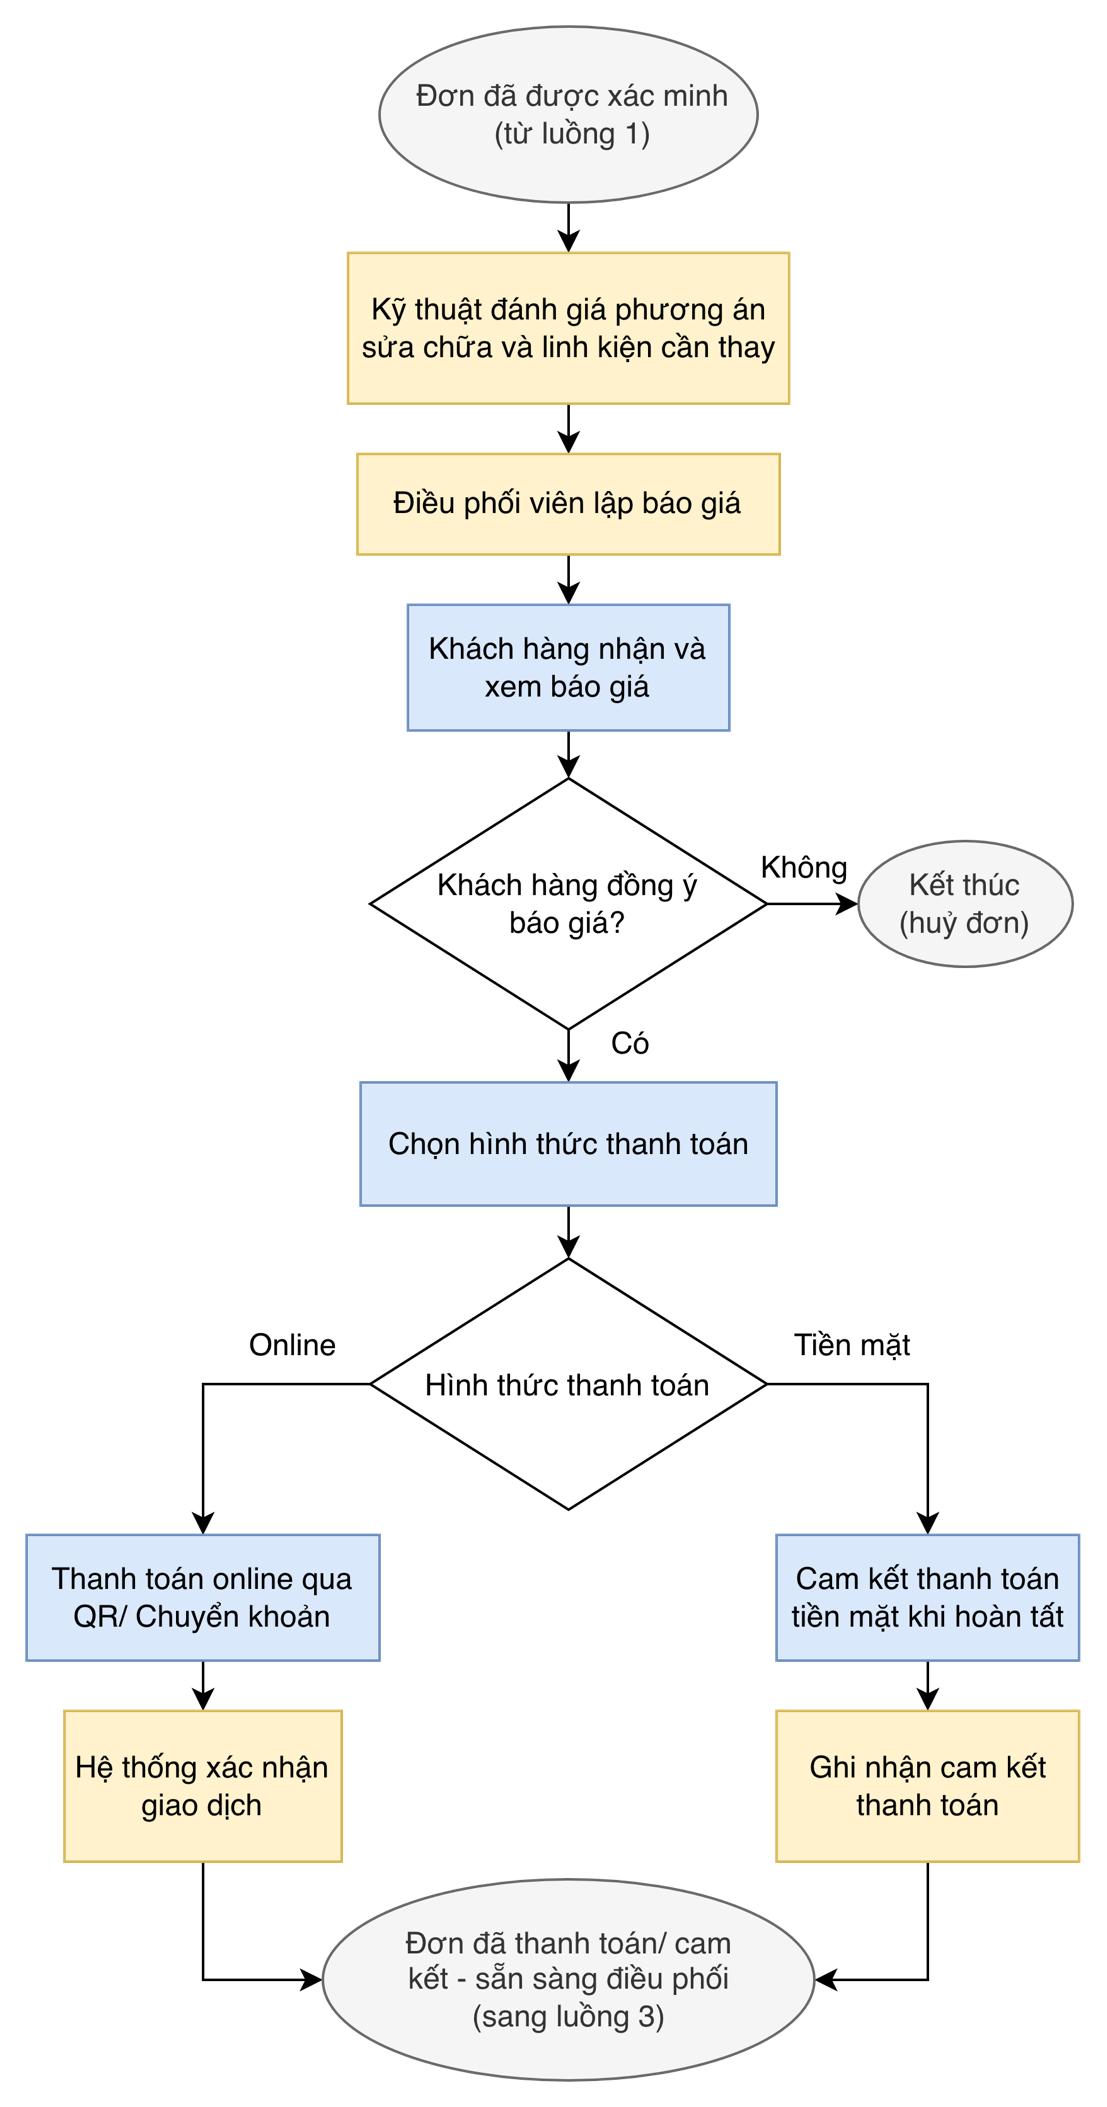 Đơn đã được xác minh
(từ luồng 1)
Kỹ thuật đánh giá phương án
sửa chữa và linh kiện cần thay
Điều phối viên lập báo giá
Khách hàng nhận và
xem báo giá
Khách hàng đồng ý
báo giá?
Không
Kết thúc
(huỷ đơn)
Có
Chọn hình thức thanh toán
Online
Hình thức thanh toán
Tiền mặt
Thanh toán online qua
QR/ Chuyển khoản
Cam kết thanh toán
tiền mặt khi hoàn tất
Hệ thống xác nhận
giao dịch
Ghi nhận cam kết
thanh toán
Đơn đã thanh toán/ cam
kết - sẵn sàng điều phối
(sang luồng 3)